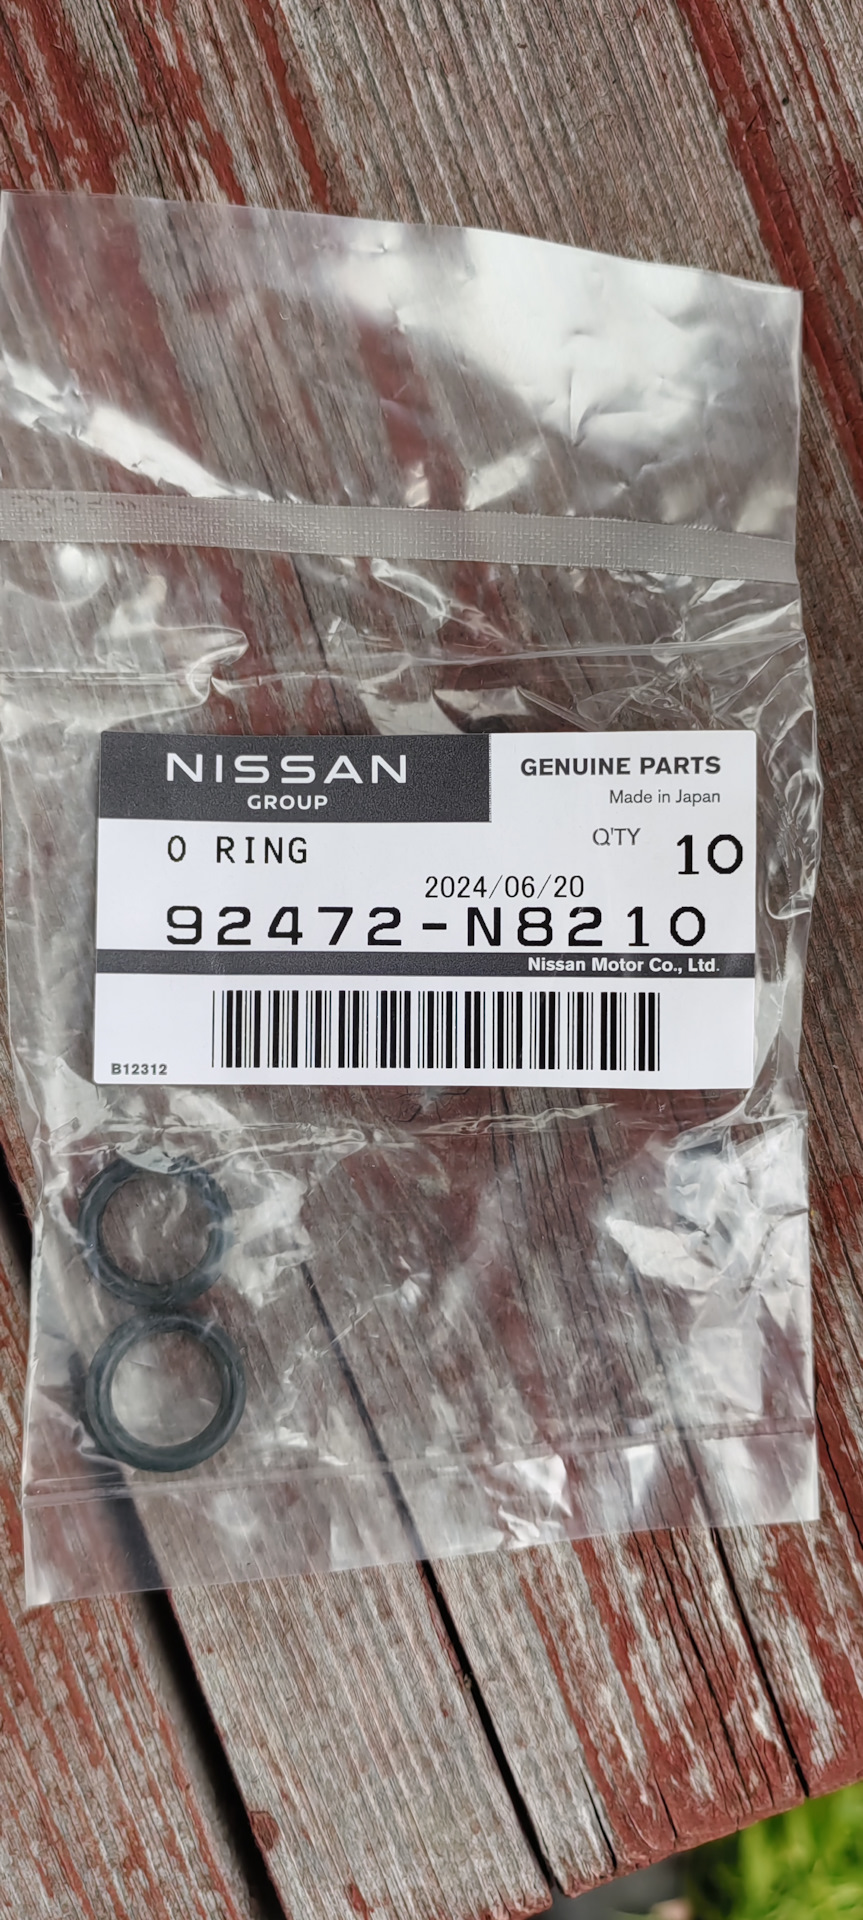 NISSAN
GROUP
GENUINE PARTS
Made in Japan
O RING
Q'TY 10
2024/06/20
92472-N8210
Nissan Motor Co., Ltd.
B12312